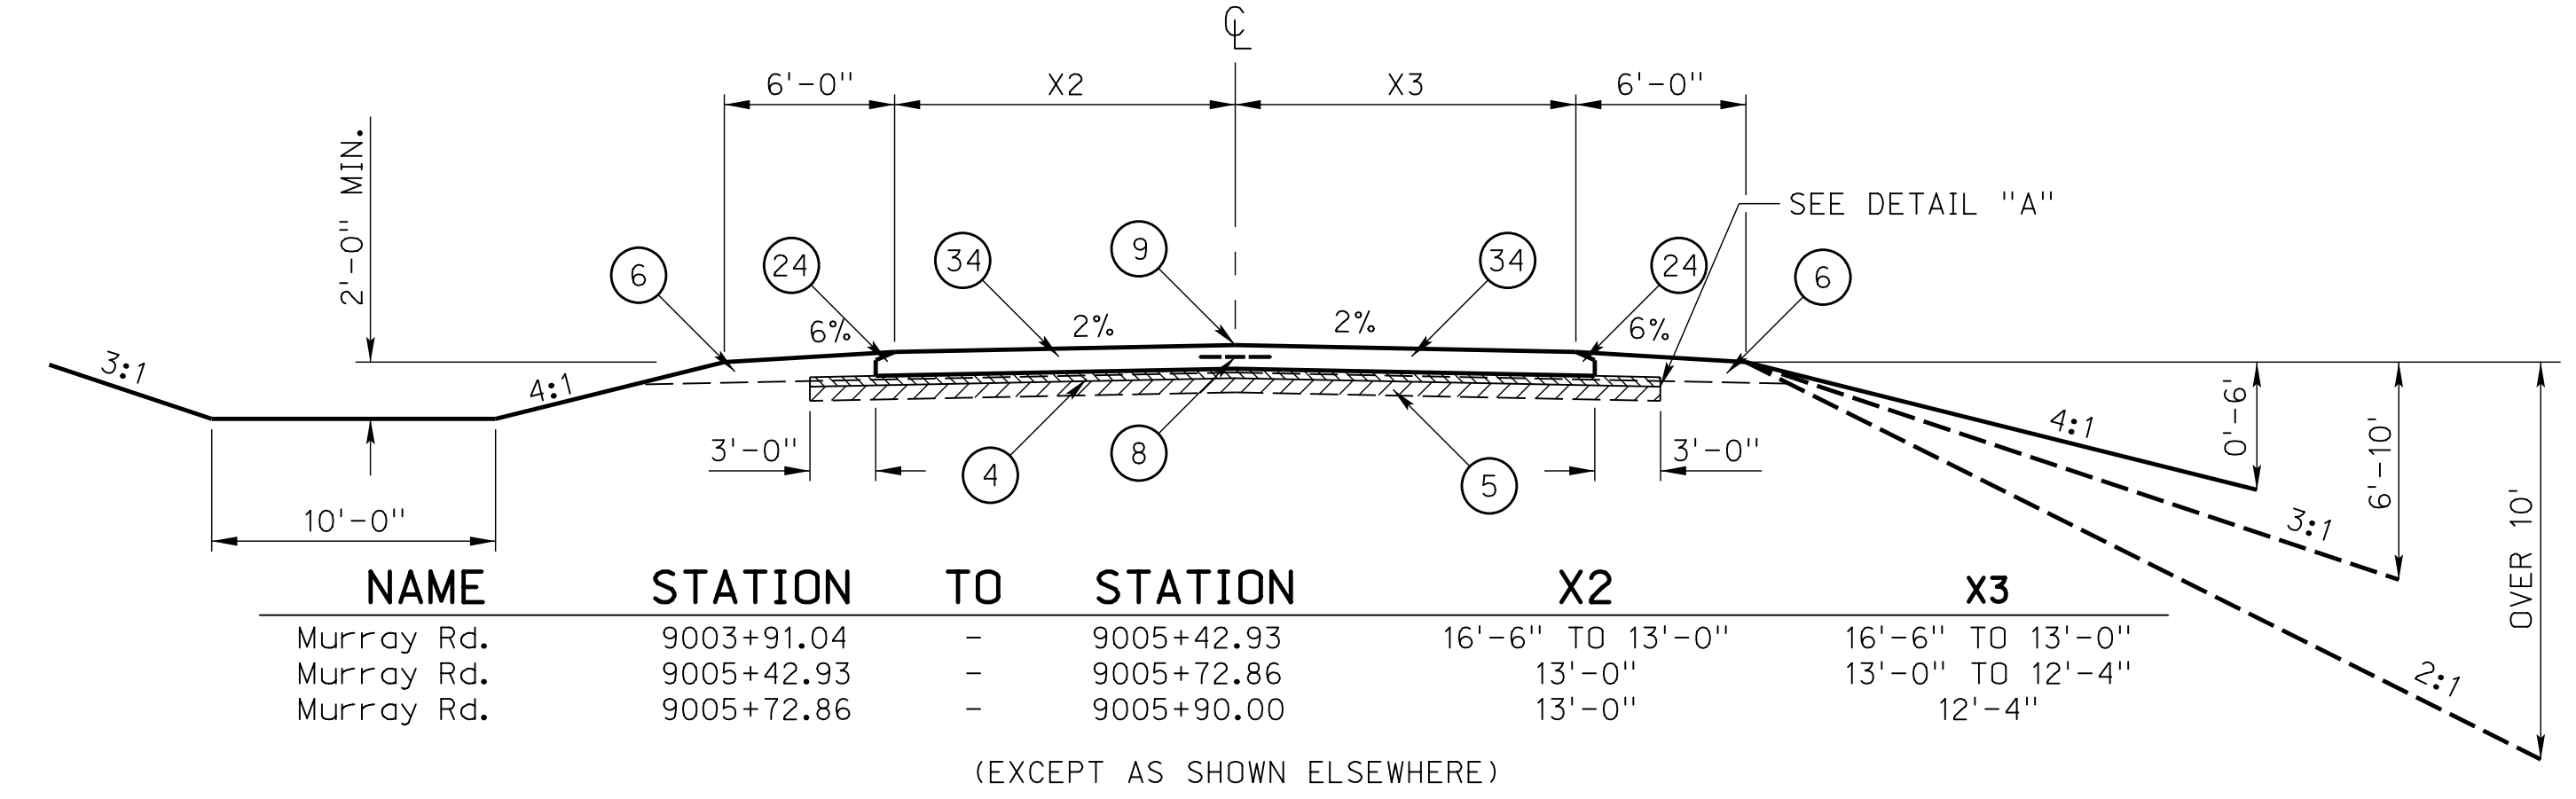 ℄
6'-0" X2 X3 6'-0"
2'-0" MIN.
SEE DETAIL "A"
6 24 34 9 34 24 6
6% 2% 2% 6%
3:1 4:1 4:1
3'-0" 4 8 5 3'-0"
0'-6'
6'-10'
OVER 10'
10'-0"
3:1
2:1
NAME STATION TO STATION X2 X3
Murray Rd. 9003+91.04 - 9005+42.93 16'-6" TO 13'-0" 16'-6" TO 13'-0"
Murray Rd. 9005+42.93 - 9005+72.86 13'-0" 13'-0" TO 12'-4"
Murray Rd. 9005+72.86 - 9005+90.00 13'-0" 12'-4"
(EXCEPT AS SHOWN ELSEWHERE)